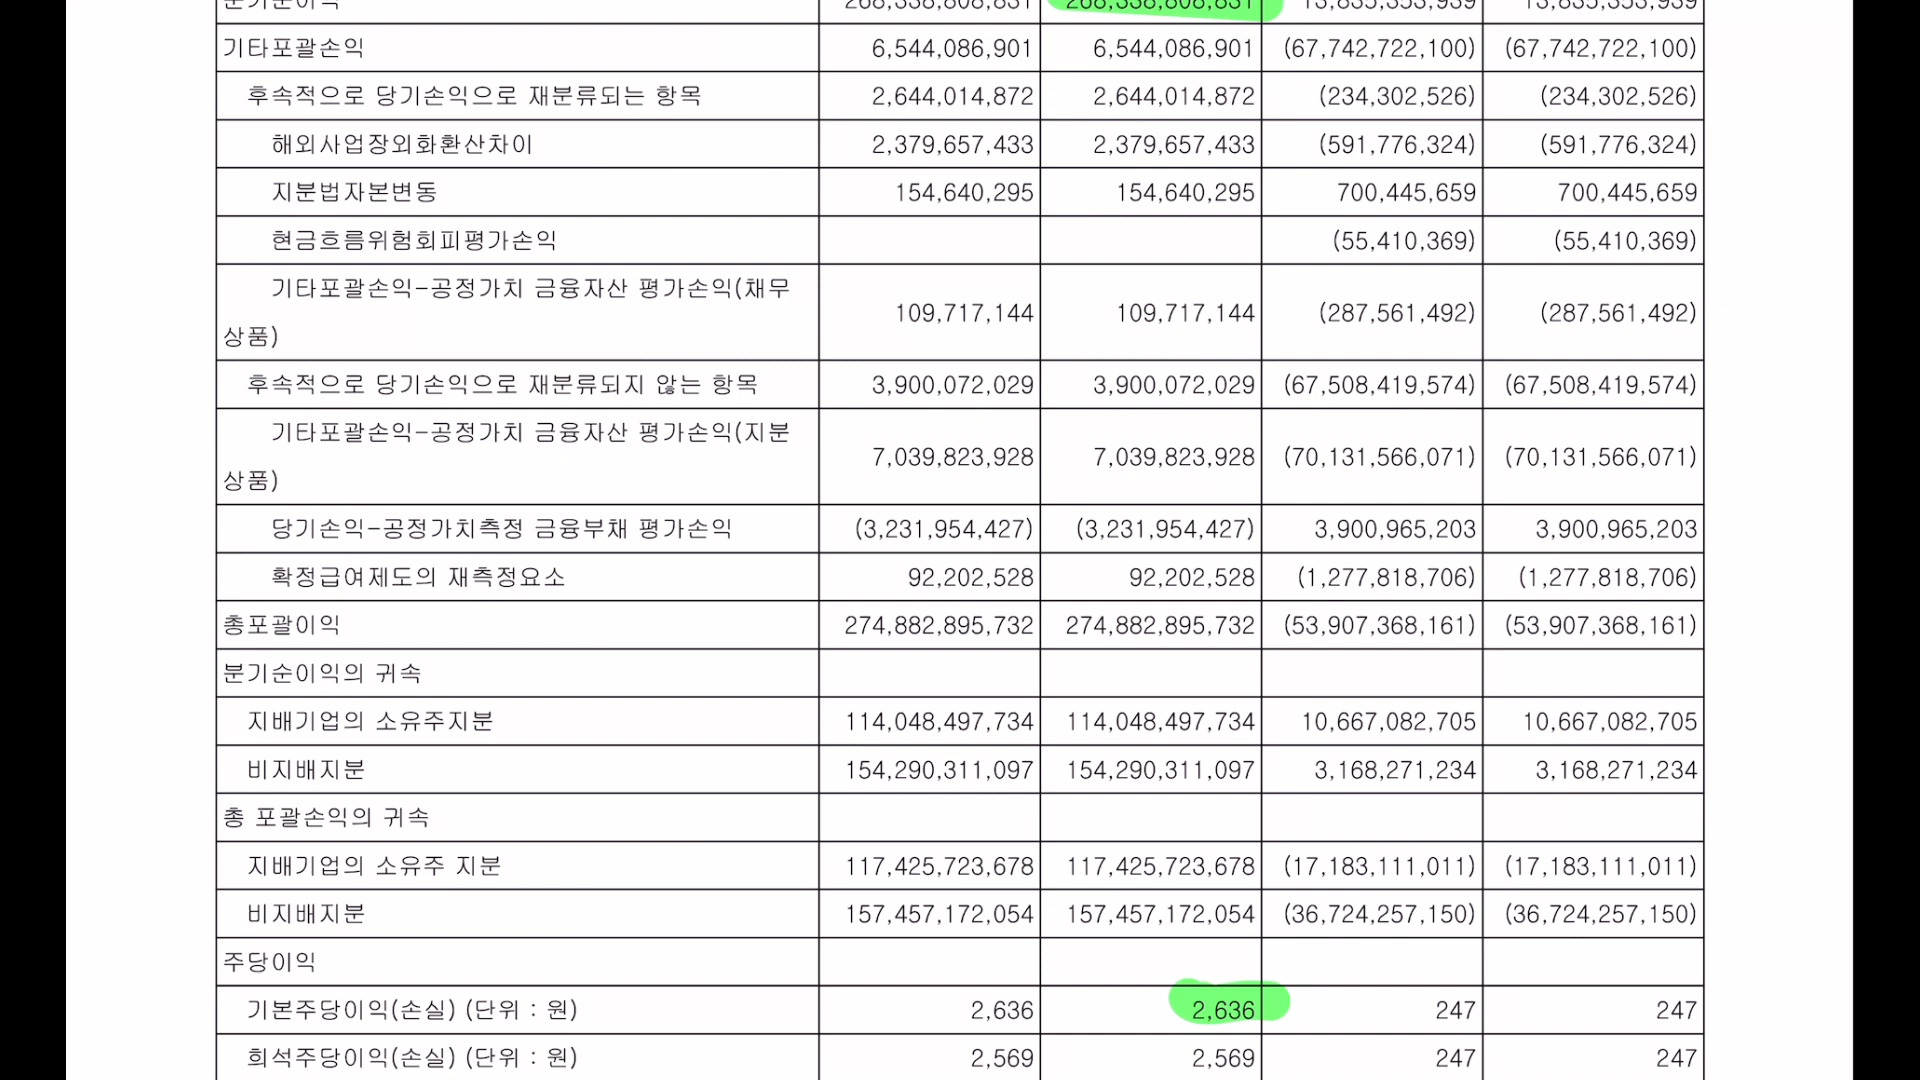 분기순이익 268,338,808,831 268,338,808,831 13,835,353,939 13,835,353,939
기타포괄손익 6,544,086,901 6,544,086,901 (67,742,722,100) (67,742,722,100)
후속적으로 당기손익으로 재분류되는 항목 2,644,014,872 2,644,014,872 (234,302,526) (234,302,526)
해외사업장외화환산차이 2,379,657,433 2,379,657,433 (591,776,324) (591,776,324)
지분법자본변동 154,640,295 154,640,295 700,445,659 700,445,659
현금흐름위험회피평가손익 (55,410,369) (55,410,369)
기타포괄손익-공정가치 금융자산 평가손익(채무
상품) 109,717,144 109,717,144 (287,561,492) (287,561,492)
후속적으로 당기손익으로 재분류되지 않는 항목 3,900,072,029 3,900,072,029 (67,508,419,574) (67,508,419,574)
기타포괄손익-공정가치 금융자산 평가손익(지분
상품) 7,039,823,928 7,039,823,928 (70,131,566,071) (70,131,566,071)
당기손익-공정가치측정 금융부채 평가손익 (3,231,954,427) (3,231,954,427) 3,900,965,203 3,900,965,203
확정급여제도의 재측정요소 92,202,528 92,202,528 (1,277,818,706) (1,277,818,706)
총포괄이익 274,882,895,732 274,882,895,732 (53,907,368,161) (53,907,368,161)
분기순이익의 귀속
지배기업의 소유주지분 114,048,497,734 114,048,497,734 10,667,082,705 10,667,082,705
비지배지분 154,290,311,097 154,290,311,097 3,168,271,234 3,168,271,234
총 포괄손익의 귀속
지배기업의 소유주 지분 117,425,723,678 117,425,723,678 (17,183,111,011) (17,183,111,011)
비지배지분 157,457,172,054 157,457,172,054 (36,724,257,150) (36,724,257,150)
주당이익
기본주당이익(손실) (단위 : 원) 2,636 2,636 247 247
희석주당이익(손실) (단위 : 원) 2,569 2,569 247 247